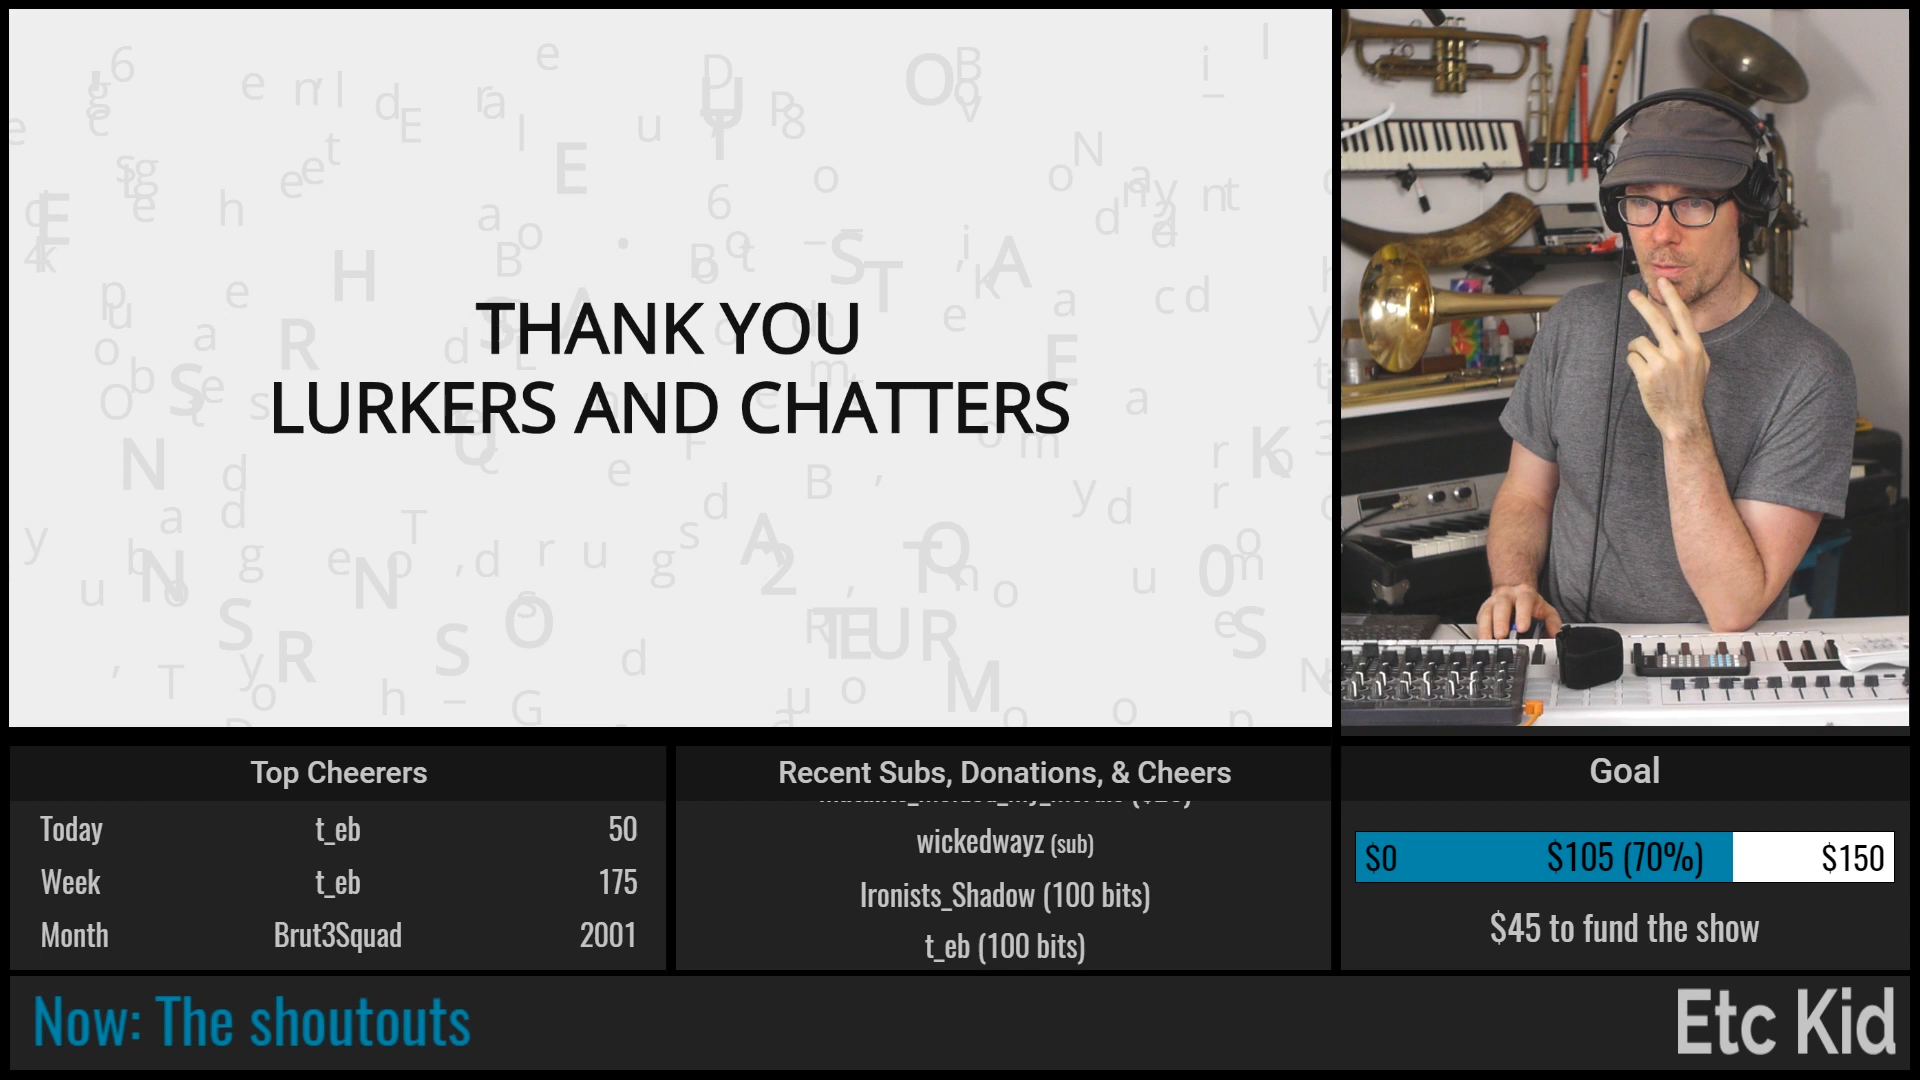 THANK YOU
LURKERS AND CHATTERS
Top Cheerers
Today t_eb 50
Week t_eb 175
Month Brut3Squad 2001
Recent Subs, Donations, & Cheers
wickedwayz (sub)
Ironists_Shadow (100 bits)
t_eb (100 bits)
Goal
$0 $105 (70%) $150
$45 to fund the show
Now: The shoutouts
Etc Kid